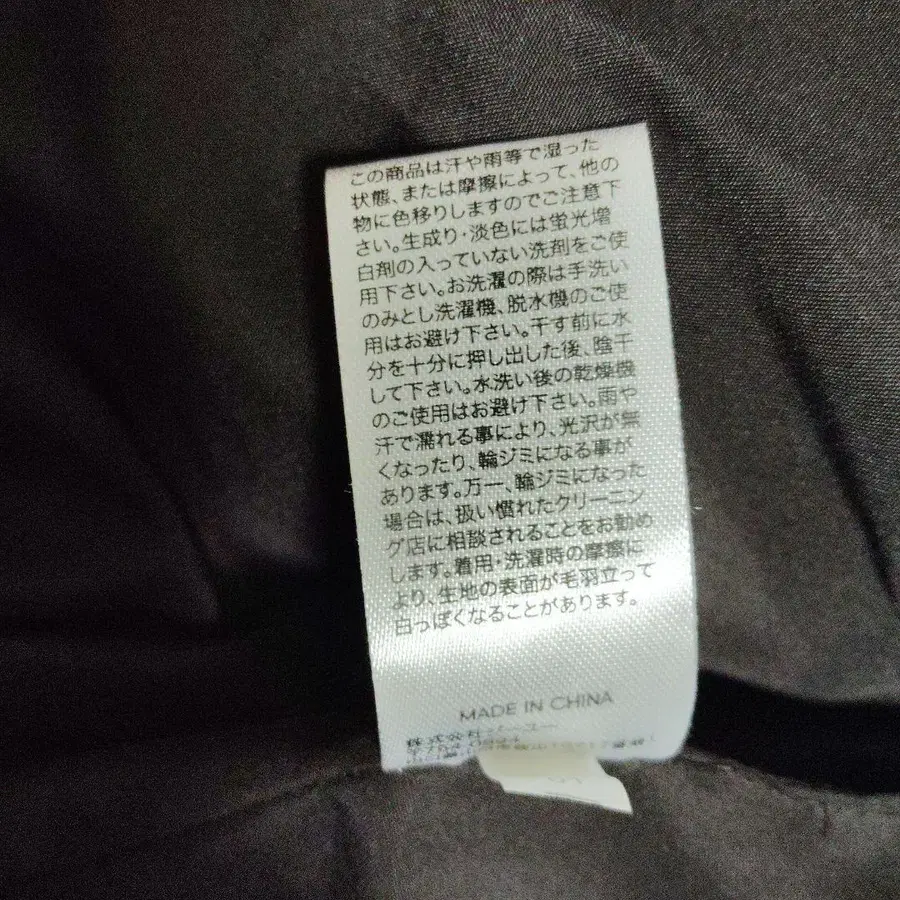 この商品は汗や雨等で湿った
状態、または摩擦によって、他の
物に色移りしますのでご注意下
さい。生成り・淡色には蛍光増
白剤の入っていない洗剤をご使
用下さい。お洗濯の際は手洗い
のみとし洗濯機、脱水機のご使
用はお避け下さい。干す前に水
分を十分に押し出した後、陰干
して下さい。水洗い後の乾燥機
のご使用はお避け下さい。雨や
汗で濡れる事により、光沢が無
くなったり、輪ジミになる事が
あります。万一、輪ジミになった
場合は、扱い慣れたクリーニン
グ店に相談されることをお勧め
します。着用・洗濯時の摩擦に
より、生地の表面が毛羽立って
白っぽくなることがあります。
MADE IN CHINA
株式会社ジーユー
〒754-0894